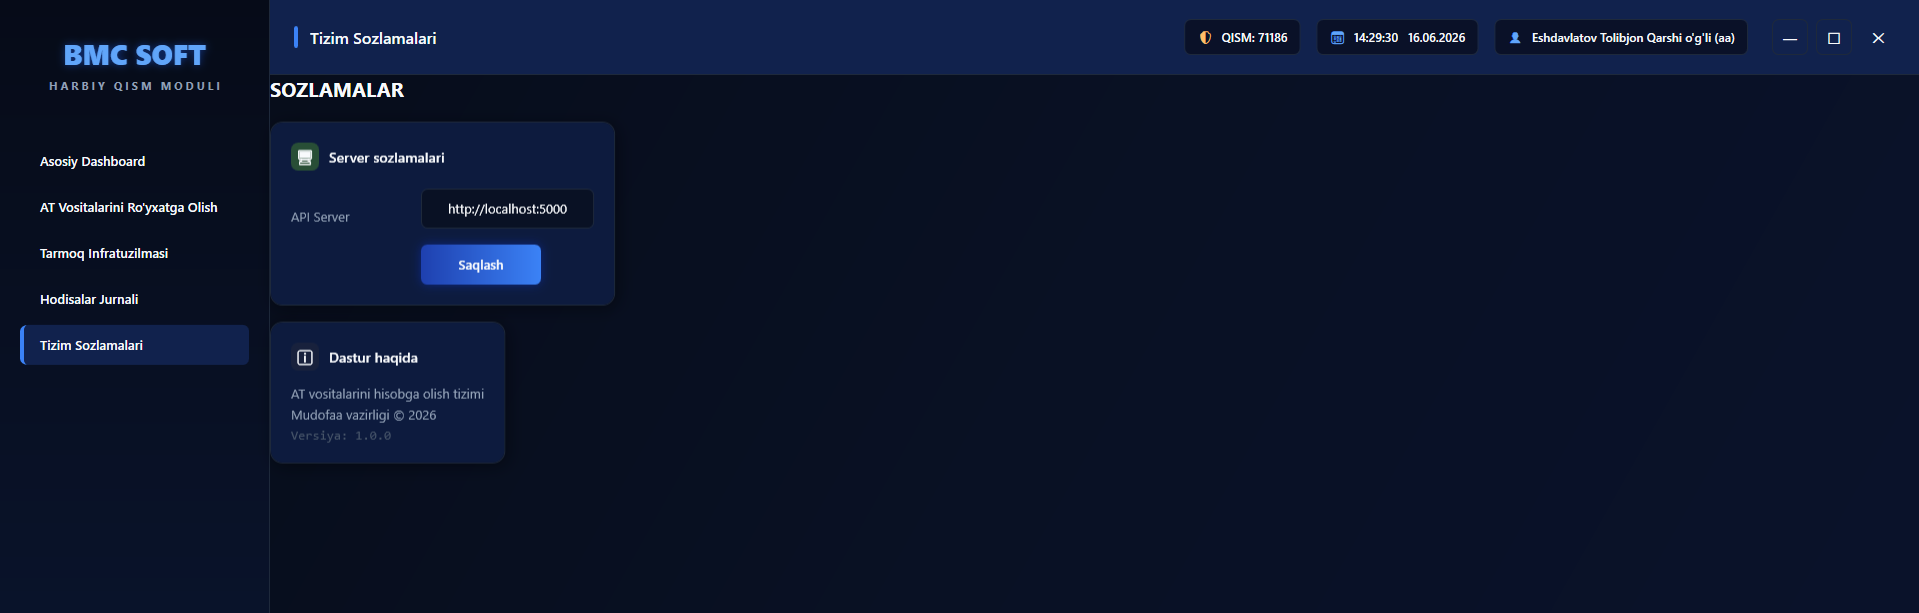 BMC SOFT
HARBIY QISM MODULI
Asosiy Dashboard
AT Vositalarini Ro'yxatga Olish
Tarmoq Infratuzilmasi
Hodisalar Jurnali
Tizim Sozlamalari
Tizim Sozlamalari
QISM: 71186
14:29:30 16.06.2026
Eshdavlatov Tolibjon Qarshi o'g'li (aa)
SOZLAMALAR
Server sozlamalari
API Server
http://localhost:5000
Saqlash
Dastur haqida
AT vositalarini hisobga olish tizimi
Mudofaa vazirligi © 2026
Versiya: 1.0.0